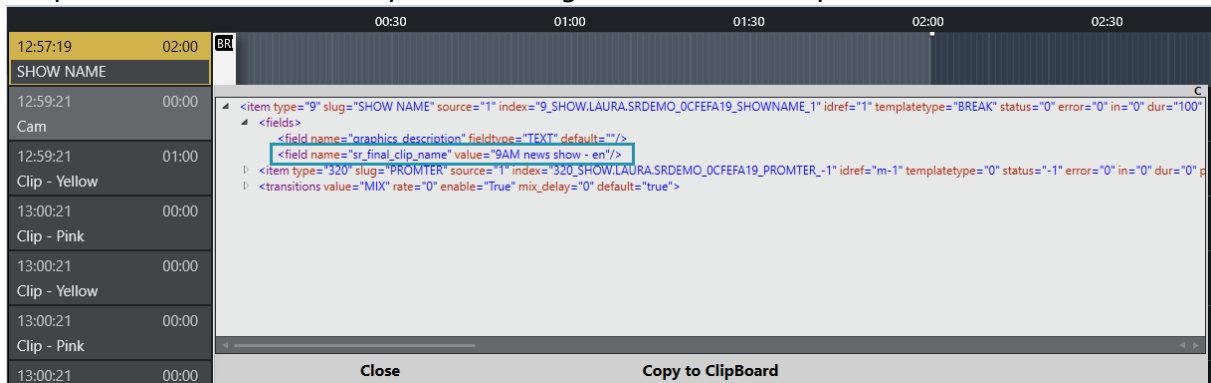 00:30 01:00 01:30 02:00 02:30
12:57:19 02:00 BR
SHOW NAME
12:59:21 00:00
Cam
12:59:21 01:00
Clip - Yellow
13:00:21 00:00
Clip - Pink
13:00:21 00:00
Clip - Yellow
13:00:21 00:00
Clip - Pink
13:00:21 00:00
C
<item type="9" slug="SHOW NAME" source="1" index="9_SHOW.LAURA.SRDEMO_0CFEFA19_SHOWNAME_1" idref="1" templatetype="BREAK" status="0" error="0" in="0" dur="100"
<fields>
<field name="graphics_description" fieldtype="TEXT" default=""/>
<field name="sr_final_clip_name" value="9AM news show - en"/>
<item type="320" slug="PROMTER" source="1" index="320_SHOW.LAURA.SRDEMO_0CFEFA19_PROMTER_-1" idref="m-1" templatetype="0" status="-1" error="0" in="0" dur="0" p
<transitions value="MIX" rate="0" enable="True" mix_delay="0" default="true">
Close Copy to ClipBoard